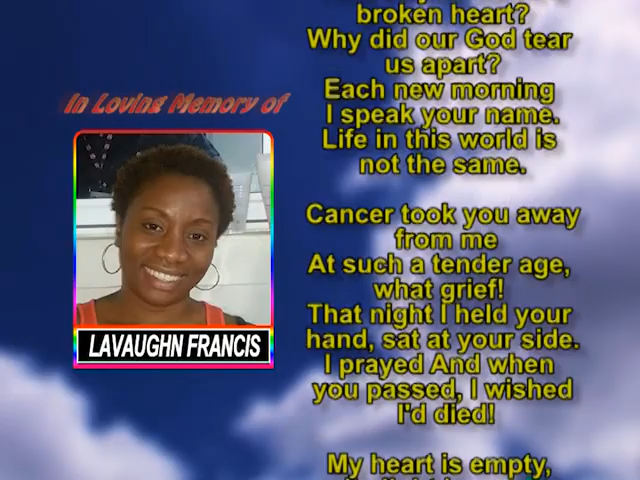 In Loving Memory of
LAVAUGHN FRANCIS
broken heart?
Why did our God tear
us apart?
Each new morning
I speak your name.
Life in this world is
not the same.
Cancer took you away
from me
At such a tender age,
what grief!
That night I held your
hand, sat at your side.
I prayed And when
you passed, I wished
I'd died!
My heart is empty,